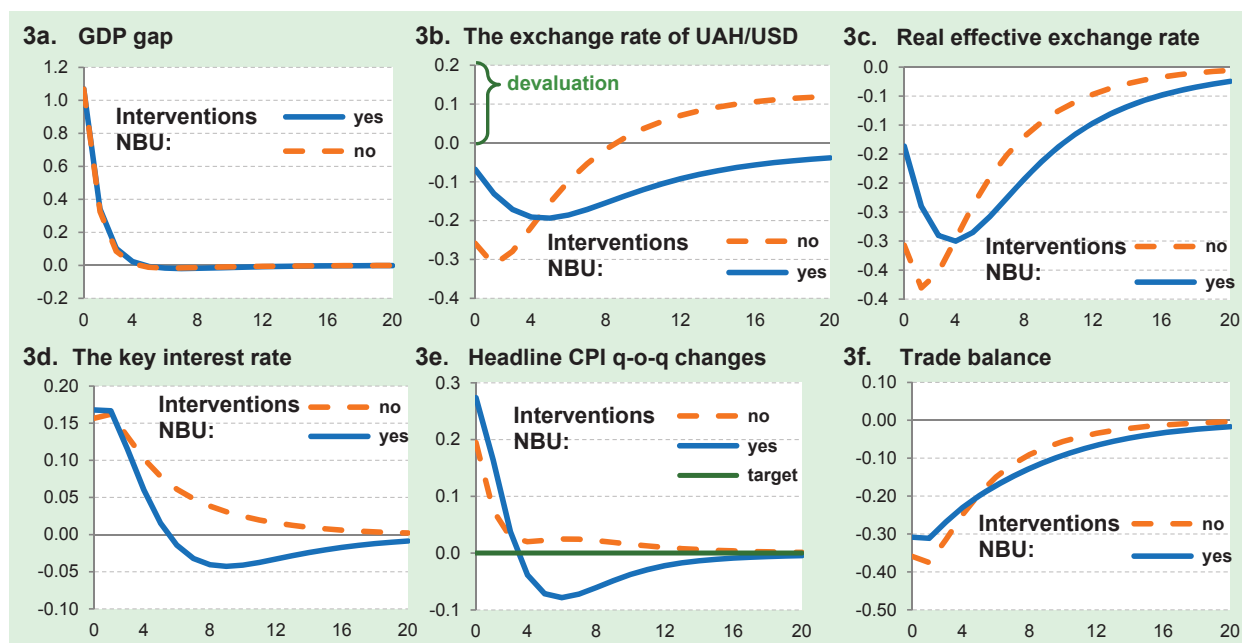 3a. GDP gap
1.2
1.0
0.8
0.6
0.4
0.2
0.0
-0.2
Interventions
NBU:
yes
no
0 4 8 12 16 20
3b. The exchange rate of UAH/USD
0.2
0.1
0.0
-0.1
-0.2
-0.3
-0.4
devaluation
Interventions
NBU:
no
yes
0 4 8 12 16 20
3c. Real effective exchange rate
0.0
-0.1
-0.1
-0.2
-0.2
-0.3
-0.3
-0.4
-0.4
Interventions
NBU:
no
yes
0 4 8 12 16 20
3d. The key interest rate
0.20
0.15
0.10
0.05
0.00
-0.05
-0.10
Interventions
NBU:
no
yes
0 4 8 12 16 20
3e. Headline CPI q-o-q changes
0.3
0.2
0.1
0.0
-0.1
Interventions
NBU:
no
yes
target
0 4 8 12 16 20
3f. Trade balance
0.10
0.00
-0.10
-0.20
-0.30
-0.40
-0.50
Interventions
NBU:
no
yes
0 4 8 12 16 20